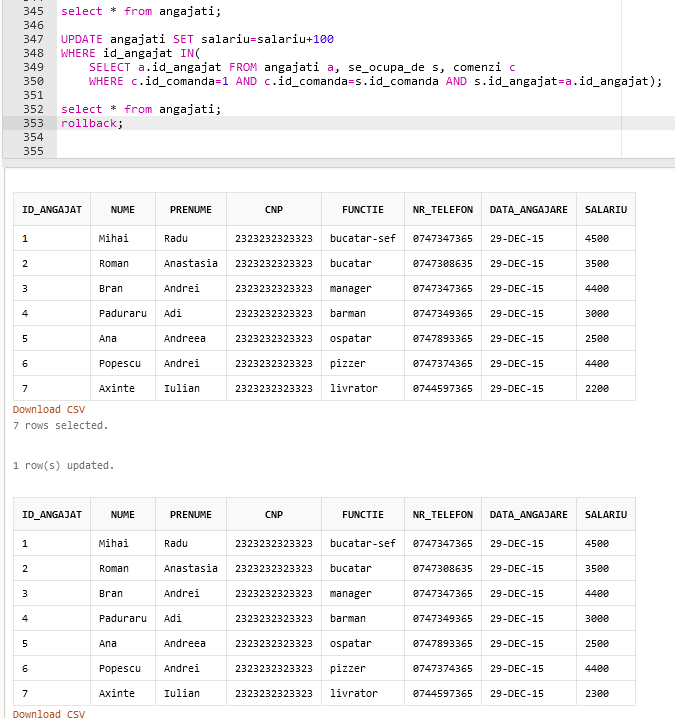 345 select * from angajati;
346
347 UPDATE angajati SET salariu=salariu+100
348 WHERE id_angajat IN(
349 SELECT a.id_angajat FROM angajati a, se_ocupa_de s, comenzi c
350 WHERE c.id_comanda=1 AND c.id_comanda=s.id_comanda AND s.id_angajat=a.id_angajat);
351
352 select * from angajati;
353 rollback;
354
355
ID_ANGAJAT NUME PRENUME CNP FUNCTIE NR_TELEFON DATA_ANGAJARE SALARIU
1 Mihai Radu 2323232323323 bucatar-sef 0747347365 29-DEC-15 4500
2 Roman Anastasia 2323232323323 bucatar 0747308635 29-DEC-15 3500
3 Bran Andrei 2323232323323 manager 0747347365 29-DEC-15 4400
4 Paduraru Adi 2323232323323 barman 0747349365 29-DEC-15 3000
5 Ana Andreea 2323232323323 ospatar 0747893365 29-DEC-15 2500
6 Popescu Andrei 2323232323323 pizzer 0747374365 29-DEC-15 4400
7 Axinte Iulian 2323232323323 livrator 0744597365 29-DEC-15 2200
Download CSV
7 rows selected.
1 row(s) updated.
ID_ANGAJAT NUME PRENUME CNP FUNCTIE NR_TELEFON DATA_ANGAJARE SALARIU
1 Mihai Radu 2323232323323 bucatar-sef 0747347365 29-DEC-15 4500
2 Roman Anastasia 2323232323323 bucatar 0747308635 29-DEC-15 3500
3 Bran Andrei 2323232323323 manager 0747347365 29-DEC-15 4400
4 Paduraru Adi 2323232323323 barman 0747349365 29-DEC-15 3000
5 Ana Andreea 2323232323323 ospatar 0747893365 29-DEC-15 2500
6 Popescu Andrei 2323232323323 pizzer 0747374365 29-DEC-15 4400
7 Axinte Iulian 2323232323323 livrator 0744597365 29-DEC-15 2300
Download CSV